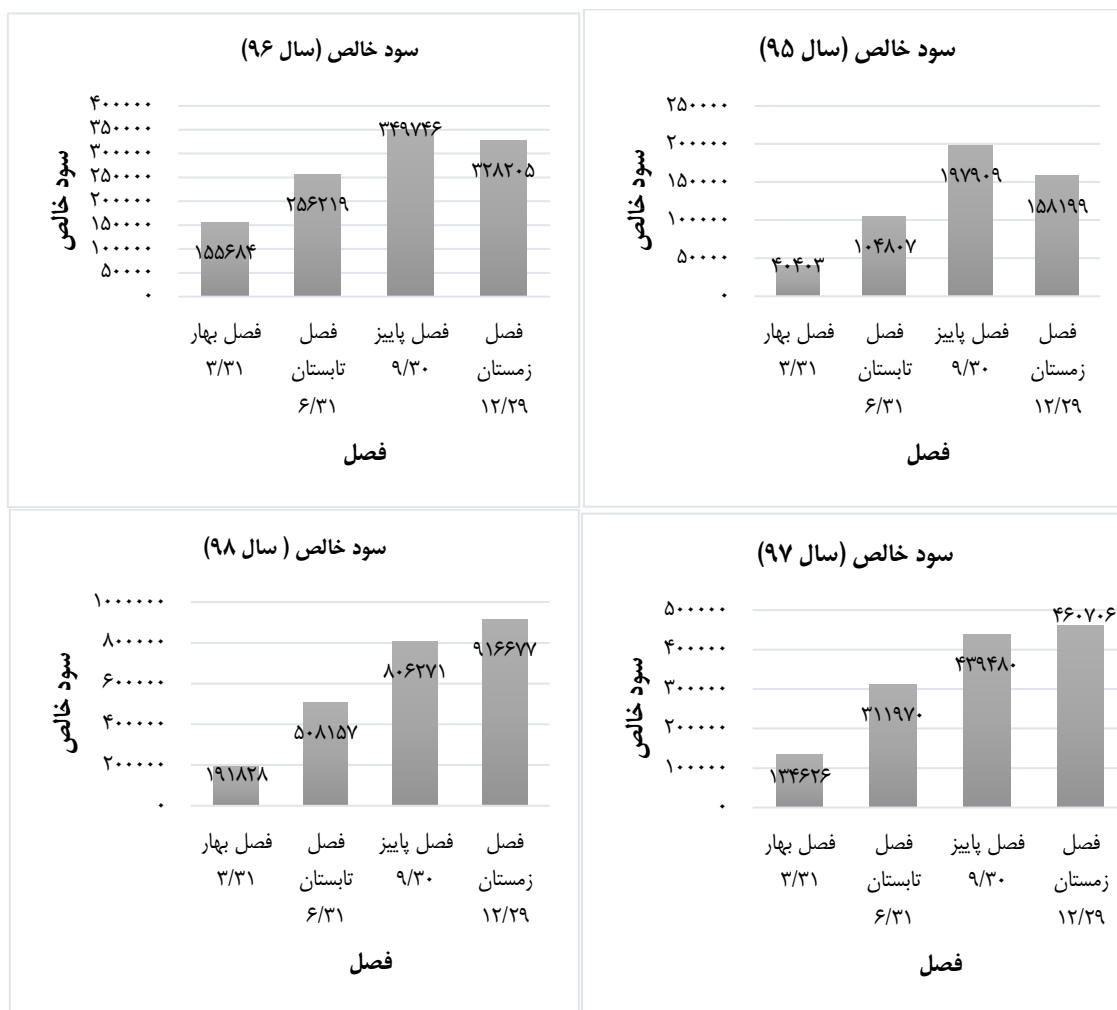 سود خالص (سال ۹۵)
سود خالص
۲۵۰۰۰۰
۲۰۰۰۰۰
۱۵۰۰۰۰
۱۰۰۰۰۰
۵۰۰۰۰
۰
۴۰۴۰۳
۱۰۴۸۰۷
۱۹۷۹۰۹
۱۵۸۱۹۹
فصل بهار
۳/۳۱
فصل
تابستان
۶/۳۱
فصل پاییز
۹/۳۰
فصل
زمستان
۱۲/۲۹
فصل
سود خالص (سال ۹۶)
سود خالص
۴۰۰۰۰۰
۳۵۰۰۰۰
۳۰۰۰۰۰
۲۵۰۰۰۰
۲۰۰۰۰۰
۱۵۰۰۰۰
۱۰۰۰۰۰
۵۰۰۰۰
۰
۱۵۵۶۸۴
۲۵۶۲۱۹
۳۴۹۷۴۶
۳۲۸۲۰۵
فصل بهار
۳/۳۱
فصل
تابستان
۶/۳۱
فصل پاییز
۹/۳۰
فصل
زمستان
۱۲/۲۹
فصل
سود خالص (سال ۹۷)
سود خالص
۵۰۰۰۰۰
۴۰۰۰۰۰
۳۰۰۰۰۰
۲۰۰۰۰۰
۱۰۰۰۰۰
۰
۱۳۴۶۲۶
۳۱۱۹۷۰
۴۳۹۴۸۰
۴۶۰۷۰۶
فصل بهار
۳/۳۱
فصل
تابستان
۶/۳۱
فصل پاییز
۹/۳۰
فصل
زمستان
۱۲/۲۹
فصل
سود خالص ( سال ۹۸)
سود خالص
۱۰۰۰۰۰۰
۸۰۰۰۰۰
۶۰۰۰۰۰
۴۰۰۰۰۰
۲۰۰۰۰۰
۰
۱۹۱۸۲۸
۵۰۸۱۵۷
۸۰۶۲۷۱
۹۱۶۶۷۷
فصل بهار
۳/۳۱
فصل
تابستان
۶/۳۱
فصل پاییز
۹/۳۰
فصل
زمستان
۱۲/۲۹
فصل